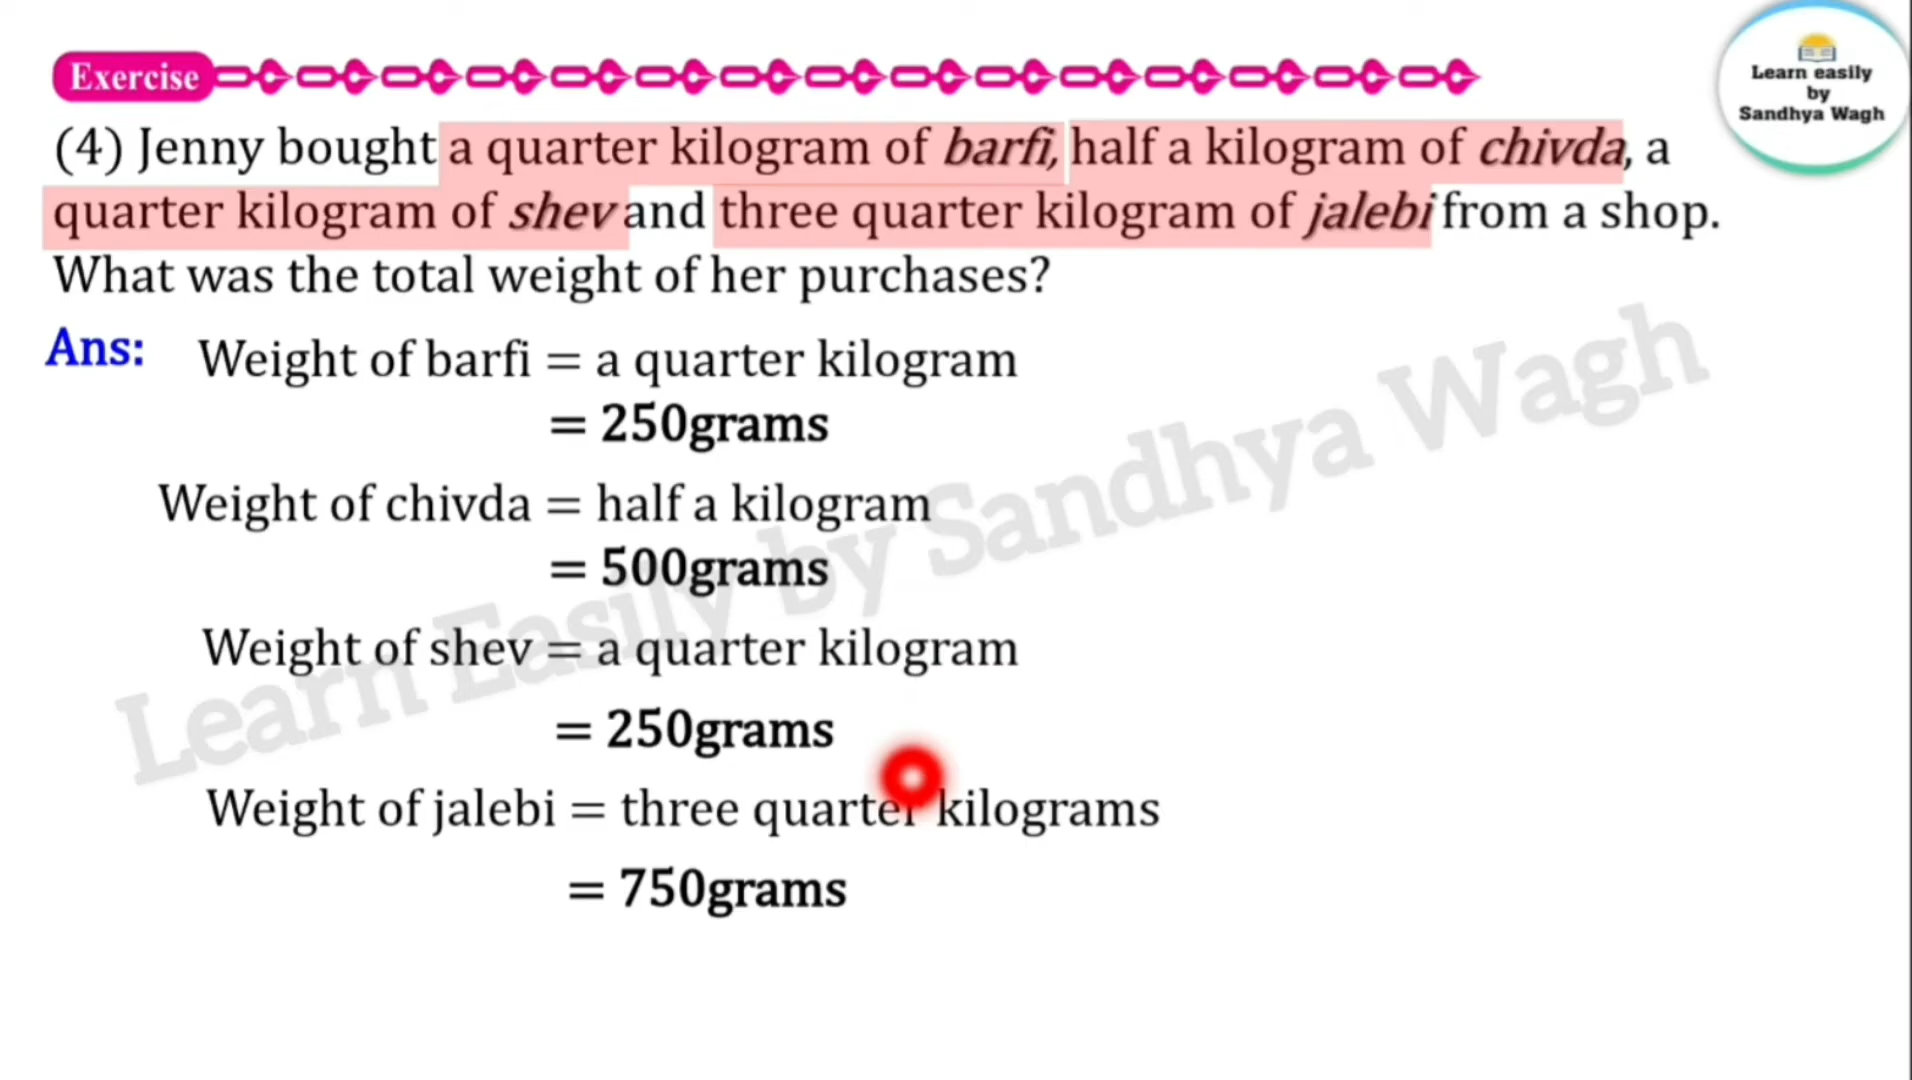 Exercise
Learn easily
by
Sandhya Wagh
(4) Jenny bought a quarter kilogram of barfi, half a kilogram of chivda, a
quarter kilogram of shev and three quarter kilogram of jalebi from a shop.
What was the total weight of her purchases?
Ans: Weight of barfi = a quarter kilogram
= 250grams
Weight of chivda = half a kilogram
= 500grams
Weight of shev = a quarter kilogram
= 250grams
Weight of jalebi = three quarter kilograms
= 750grams
Learn Easily by Sandhya Wagh